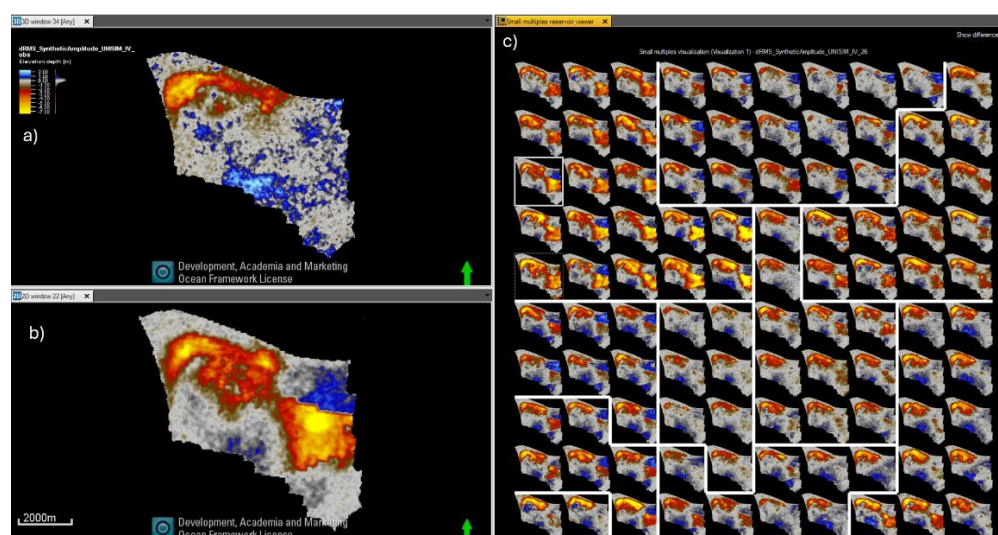 3D window 34 [Any]
dRMS_SyntheticAmplitude_UNISIM_IV_
obs
Elevation depth [m]
a)
Development, Academia and Marketing
Ocean Framework License
2D window 22 [Any]
b)
2000m
Development, Academia and Marketing
Ocean Framework License
Small multiples reservoir viewer
Show difference
c)
Small multiples visualization (Visualization 1) - dRMS_SyntheticAmplitude_UNISIM_IV_26